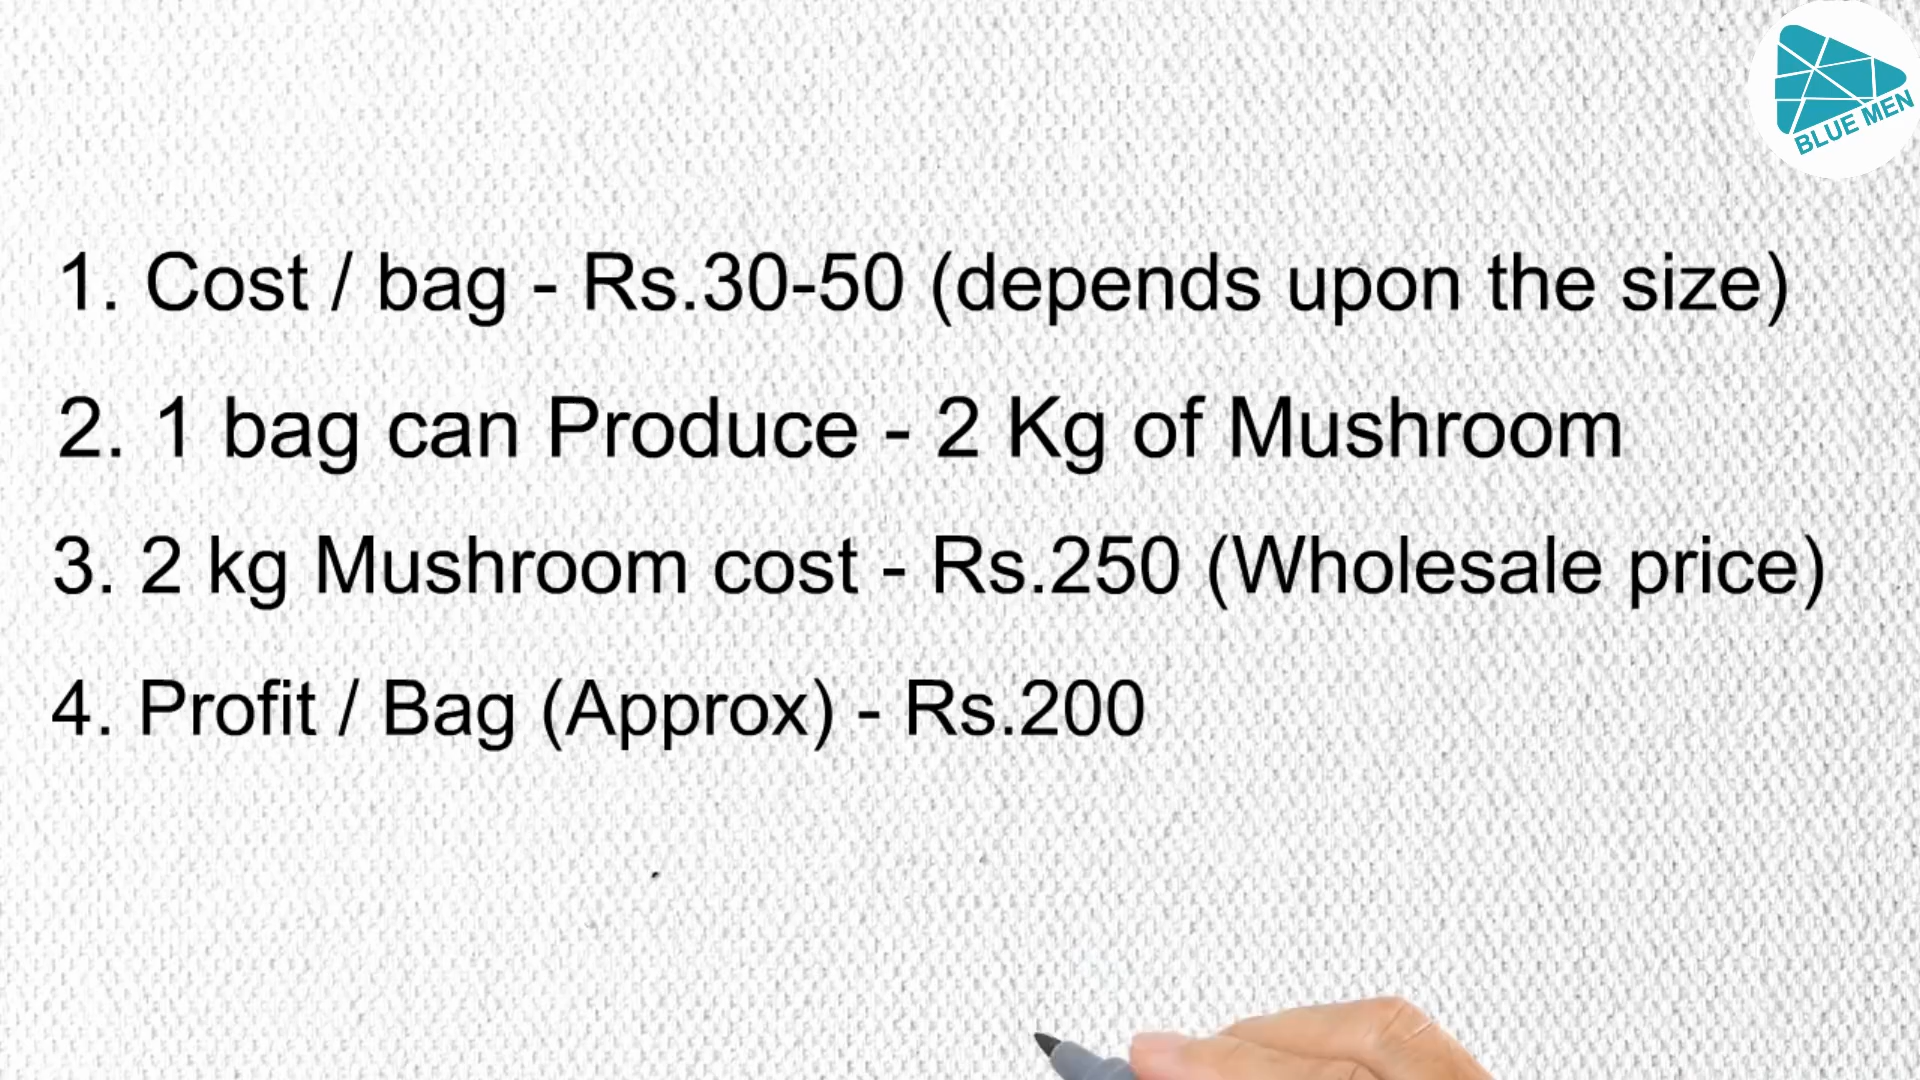 BLUE MEN
1. Cost / bag - Rs.30-50 (depends upon the size)
2. 1 bag can Produce - 2 Kg of Mushroom
3. 2 kg Mushroom cost - Rs.250 (Wholesale price)
4. Profit / Bag (Approx) - Rs.200